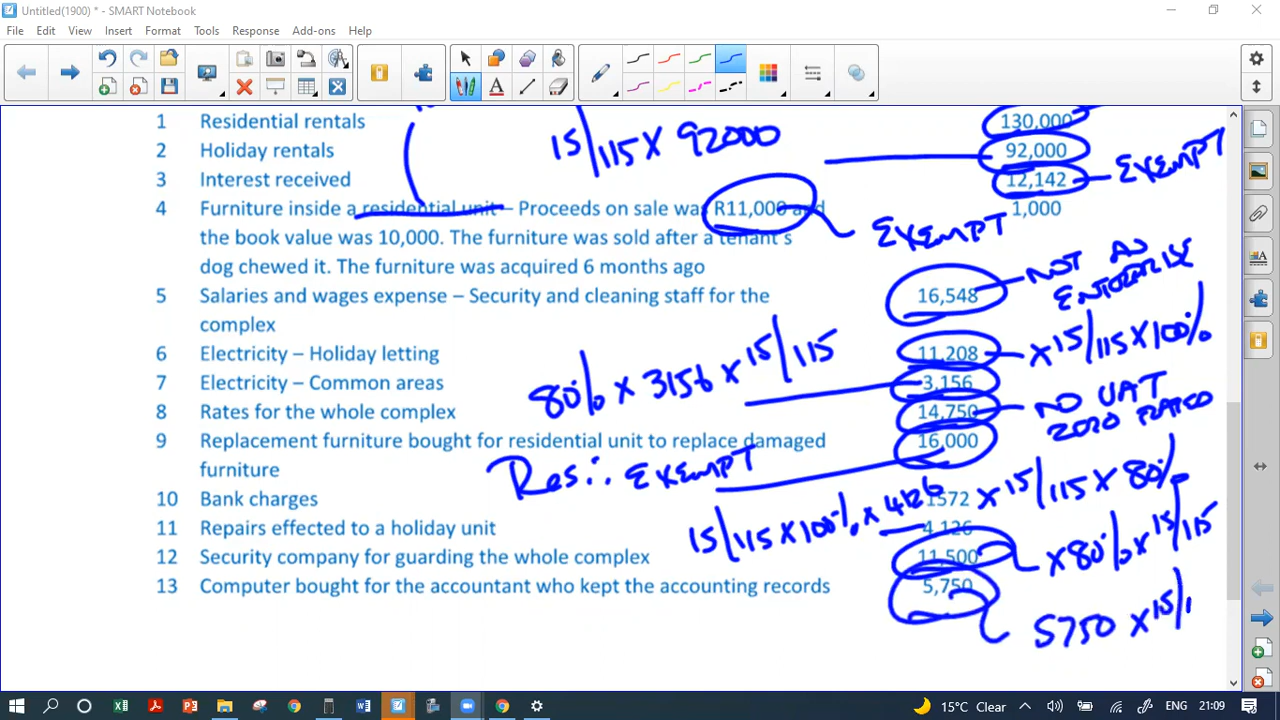 Untitled(1900) * - SMART Notebook
File Edit View Insert Format Tools Response Add-ons Help
15/115 X 92000
1 Residential rentals 130,000
2 Holiday rentals 92,000
3 Interest received 12,142 EXEMPT
4 Furniture inside a residential unit – Proceeds on sale was R11,000 and 1,000
EXEMPT
the book value was 10,000. The furniture was sold after a tenant's
dog chewed it. The furniture was acquired 6 months ago
5 Salaries and wages expense – Security and cleaning staff for the 16,548 NOT AN
ENTERPRISE
complex
6 Electricity – Holiday letting 11,208 X 15/115 X 100%
7 Electricity – Common areas 80% X 3156 X 15/115 3,156
8 Rates for the whole complex 14,750 NO VAT
ZERO RATED
9 Replacement furniture bought for residential unit to replace damaged 16,000
furniture Res ∴ EXEMPT
10 Bank charges 1572 X 15/115 X 80%
11 Repairs effected to a holiday unit 15/115 X 100% X 4126 4,126
12 Security company for guarding the whole complex 11,500 X 80% X 15/115
13 Computer bought for the accountant who kept the accounting records 5,750
5750 X 15/1
15°C Clear ENG 21:09